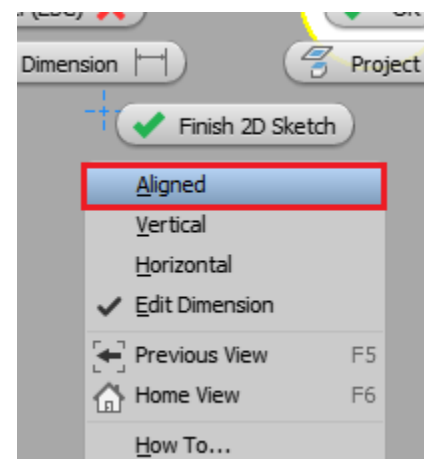 Dimension
Project
Finish 2D Sketch
Aligned
Vertical
Horizontal
Edit Dimension
Previous View F5
Home View F6
How To...